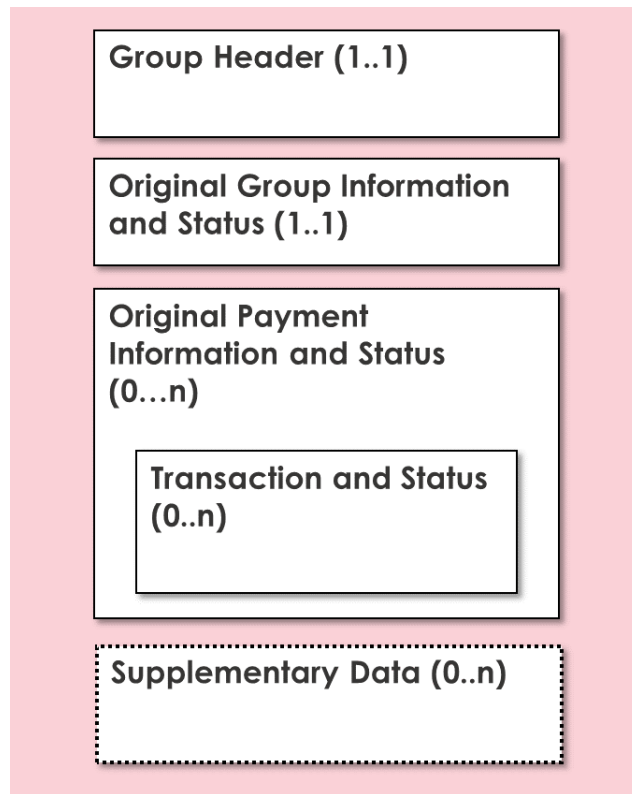 Group Header (1..1)
Original Group Information
and Status (1..1)
Original Payment
Information and Status
(0...n)
Transaction and Status
(0..n)
Supplementary Data (0..n)